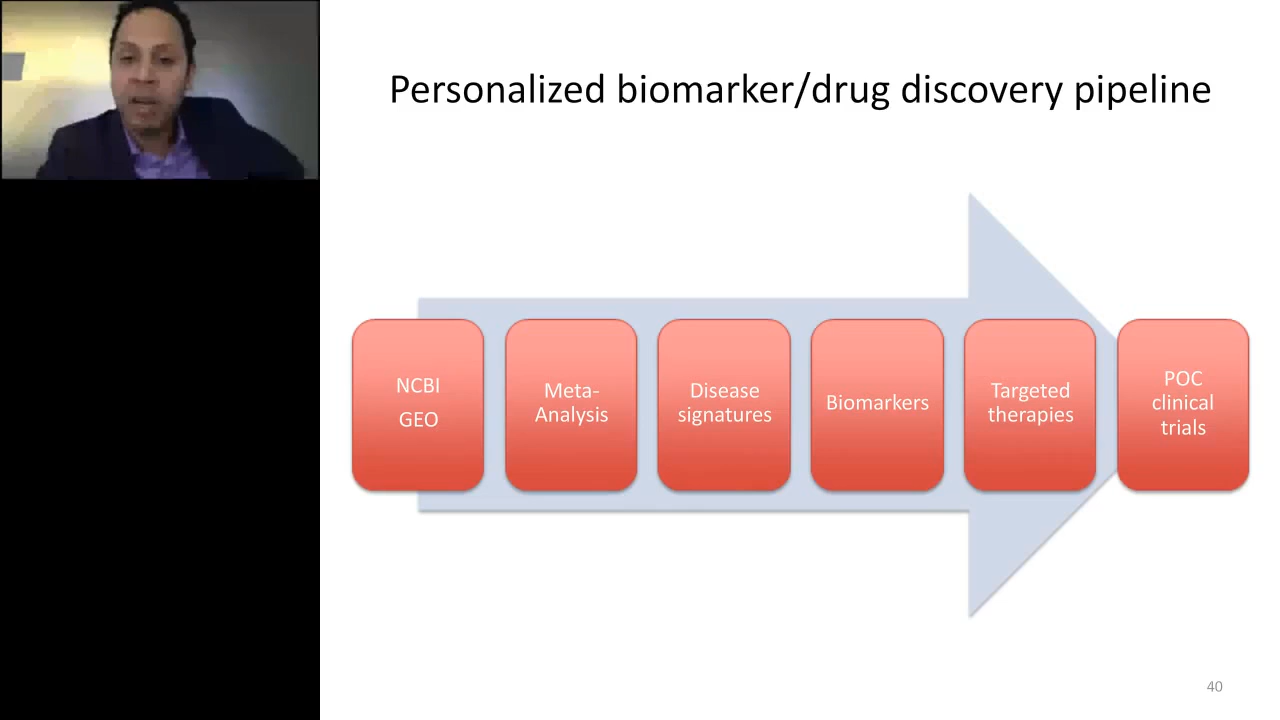 Personalized biomarker/drug discovery pipeline
NCBI
GEO
Meta-
Analysis
Disease
signatures
Biomarkers
Targeted
therapies
POC
clinical
trials
40